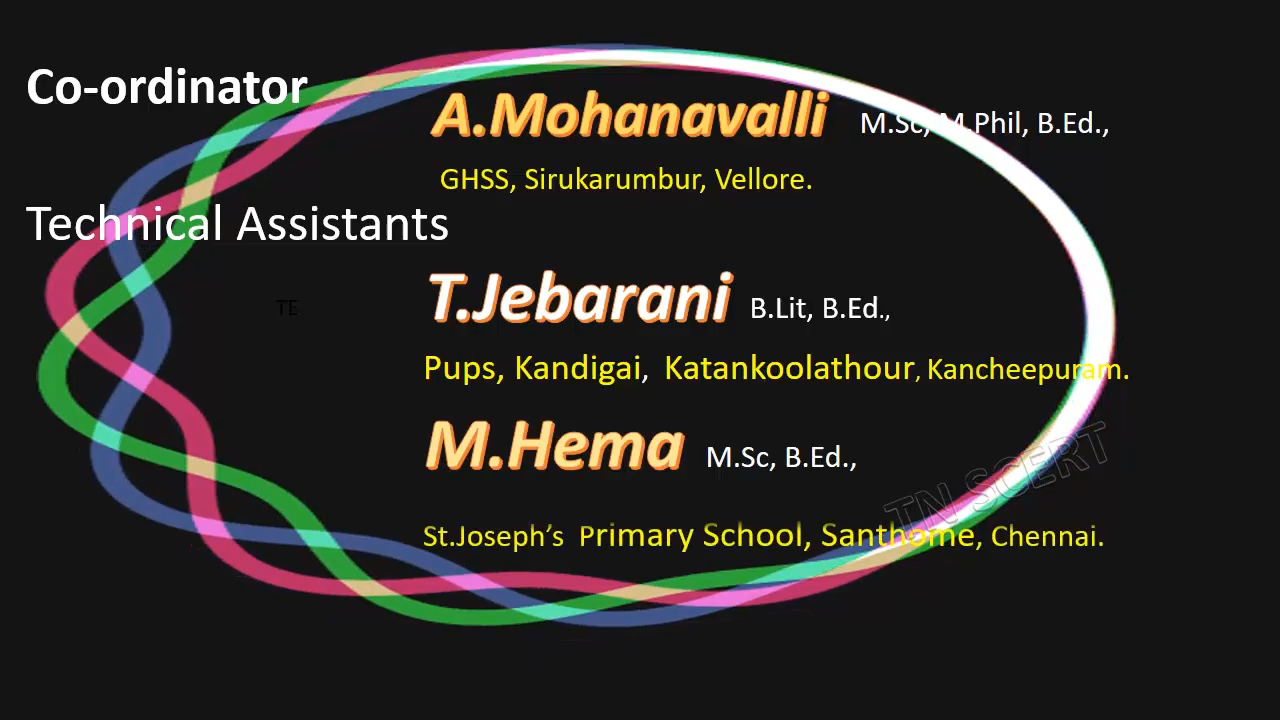 Co-ordinator
A.Mohanavalli M.Sc, M.Phil, B.Ed.,
GHSS, Sirukarumbur, Vellore.
Technical Assistants
TE
T.Jebarani B.Lit, B.Ed.,
Pups, Kandigai, Katankoolathour, Kancheepuram.
M.Hema M.Sc, B.Ed.,
TN SCERT
St.Joseph’s Primary School, Santhome, Chennai.